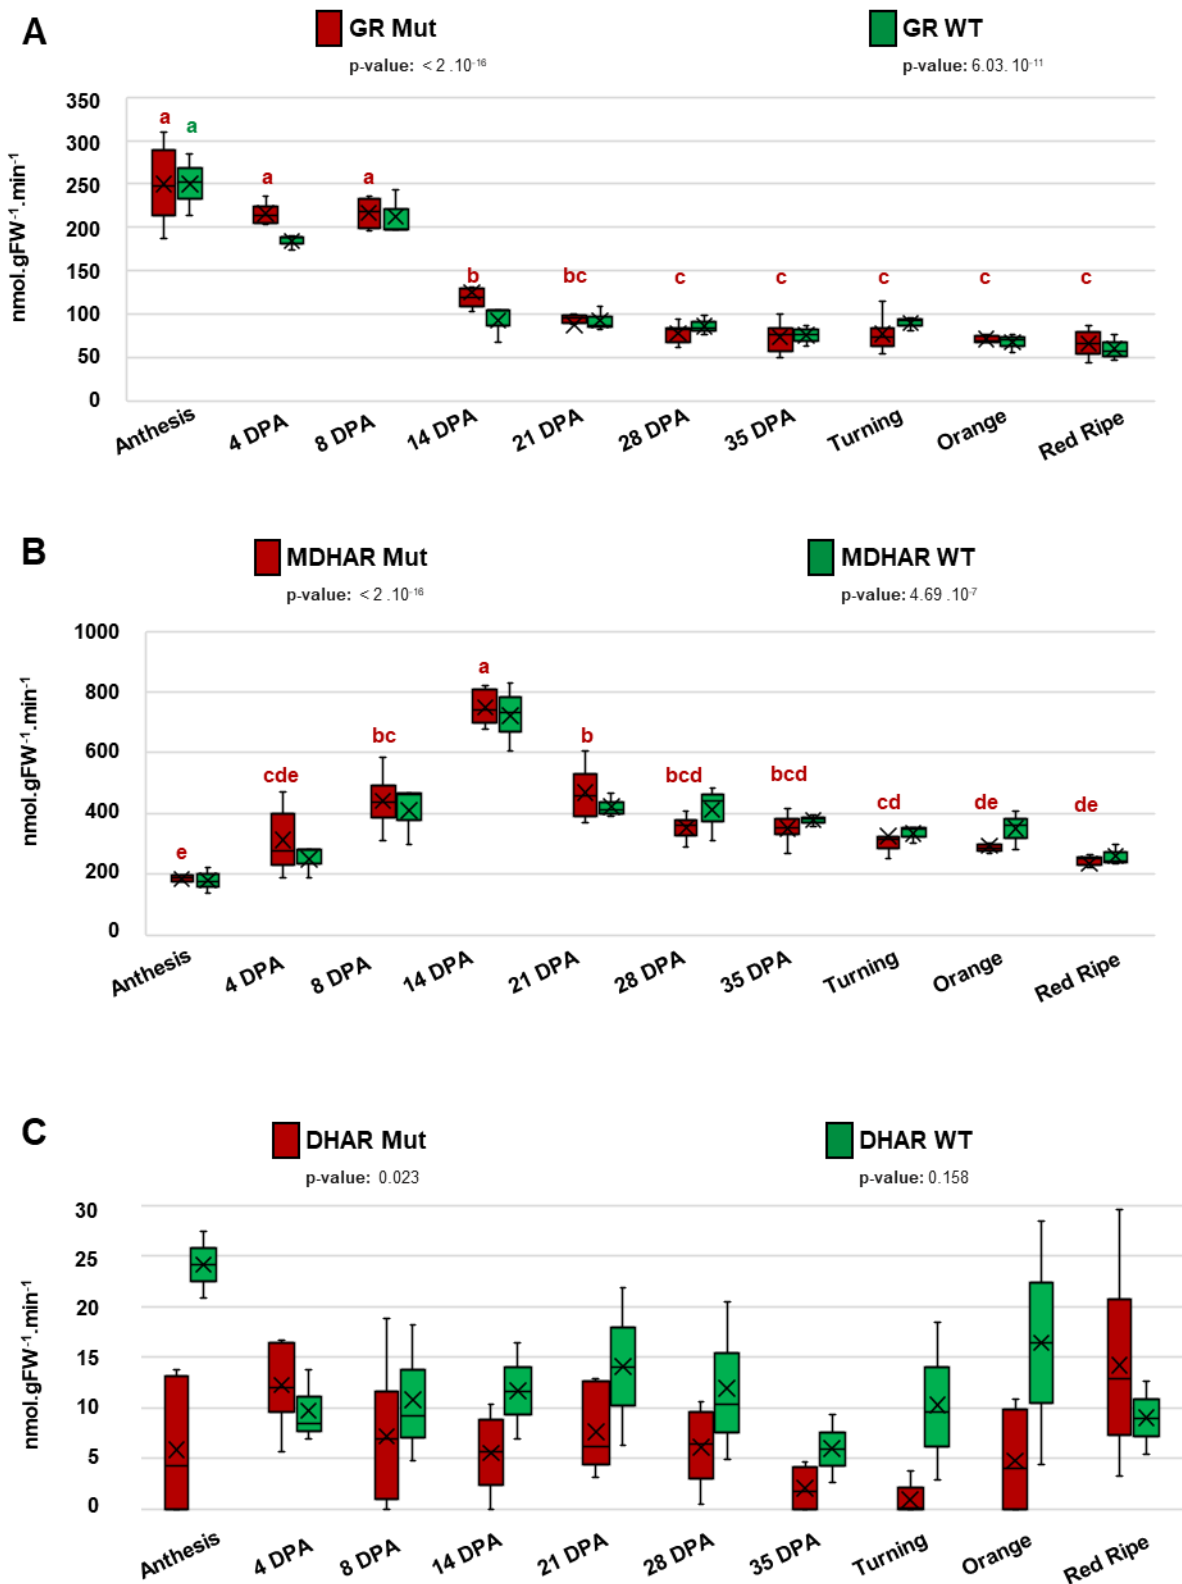 A
GR Mut
GR WT
p-value: < 2 .10⁻¹⁶
p-value: 6.03. 10⁻¹¹
nmol.gFW⁻¹.min⁻¹
350
300
250
200
150
100
50
0
a a a a b bc c c c c c
Anthesis 4 DPA 8 DPA 14 DPA 21 DPA 28 DPA 35 DPA Turning Orange Red Ripe
B
MDHAR Mut
MDHAR WT
p-value: < 2 .10⁻¹⁶
p-value: 4.69 .10⁻⁷
nmol.gFW⁻¹.min⁻¹
1000
800
600
400
200
0
e cde bc a b bcd bcd cd de de
Anthesis 4 DPA 8 DPA 14 DPA 21 DPA 28 DPA 35 DPA Turning Orange Red Ripe
C
DHAR Mut
DHAR WT
p-value: 0.023
p-value: 0.158
nmol.gFW⁻¹.min⁻¹
30
25
20
15
10
5
0
Anthesis 4 DPA 8 DPA 14 DPA 21 DPA 28 DPA 35 DPA Turning Orange Red Ripe